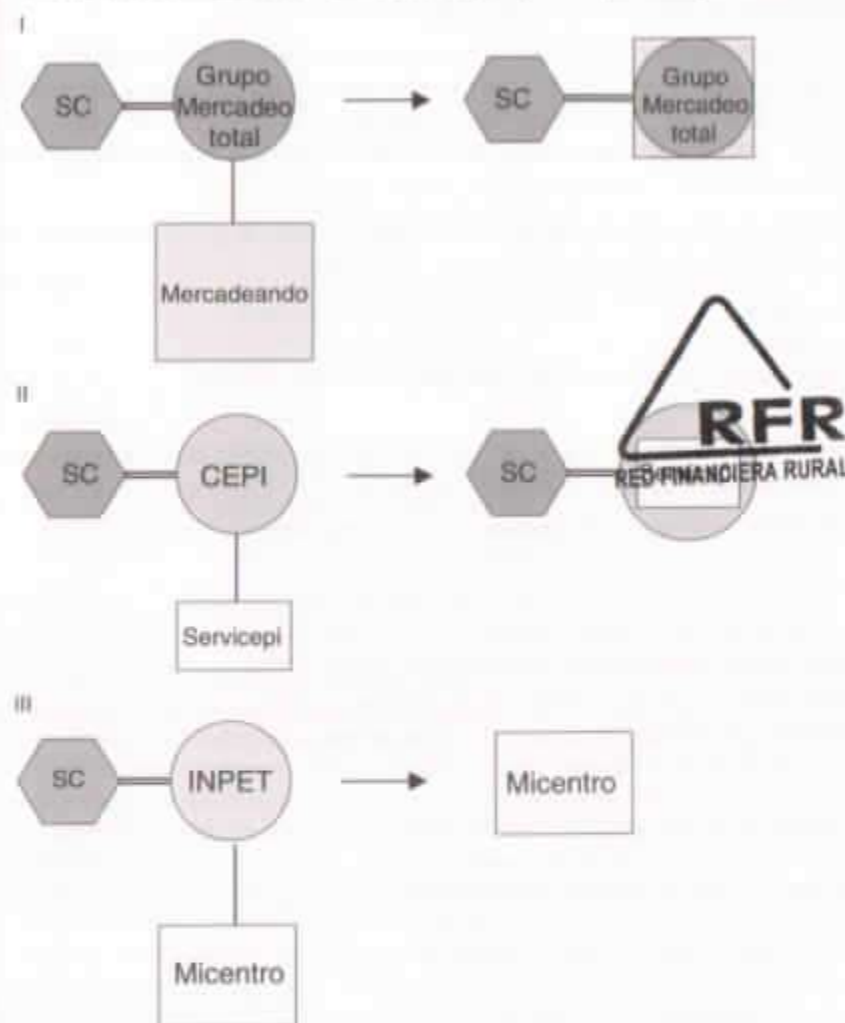 I
SC
Grupo
Mercadeo
total
SC
Grupo
Mercadeo
total
Mercadeando
II
SC
CEPI
SC
RFR
RED FINANCIERA RURAL
Servicepi
III
SC
INPET
Micentro
Micentro